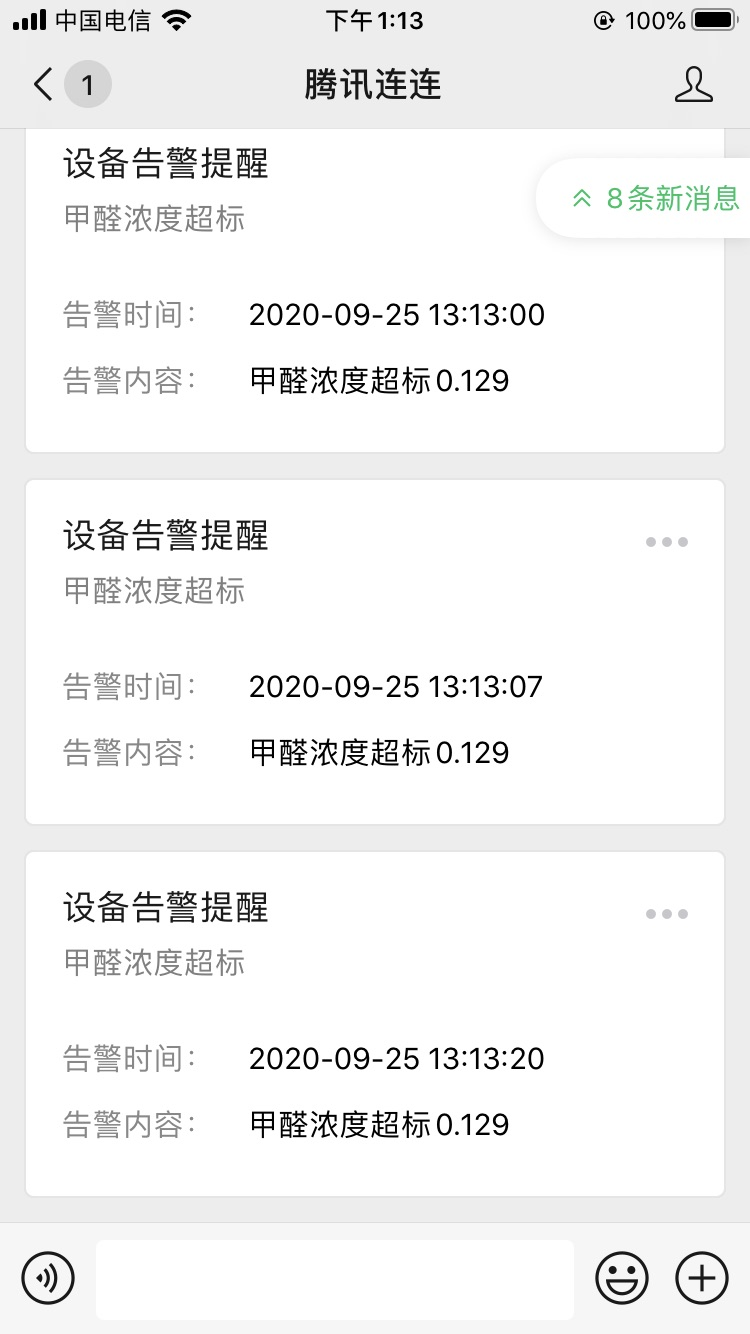 中国电信 下午1:13 100%
1 腾讯连连
设备告警提醒
8条新消息
甲醛浓度超标
告警时间: 2020-09-25 13:13:00
告警内容: 甲醛浓度超标0.129
设备告警提醒
甲醛浓度超标
告警时间: 2020-09-25 13:13:07
告警内容: 甲醛浓度超标0.129
设备告警提醒
甲醛浓度超标
告警时间: 2020-09-25 13:13:20
告警内容: 甲醛浓度超标0.129